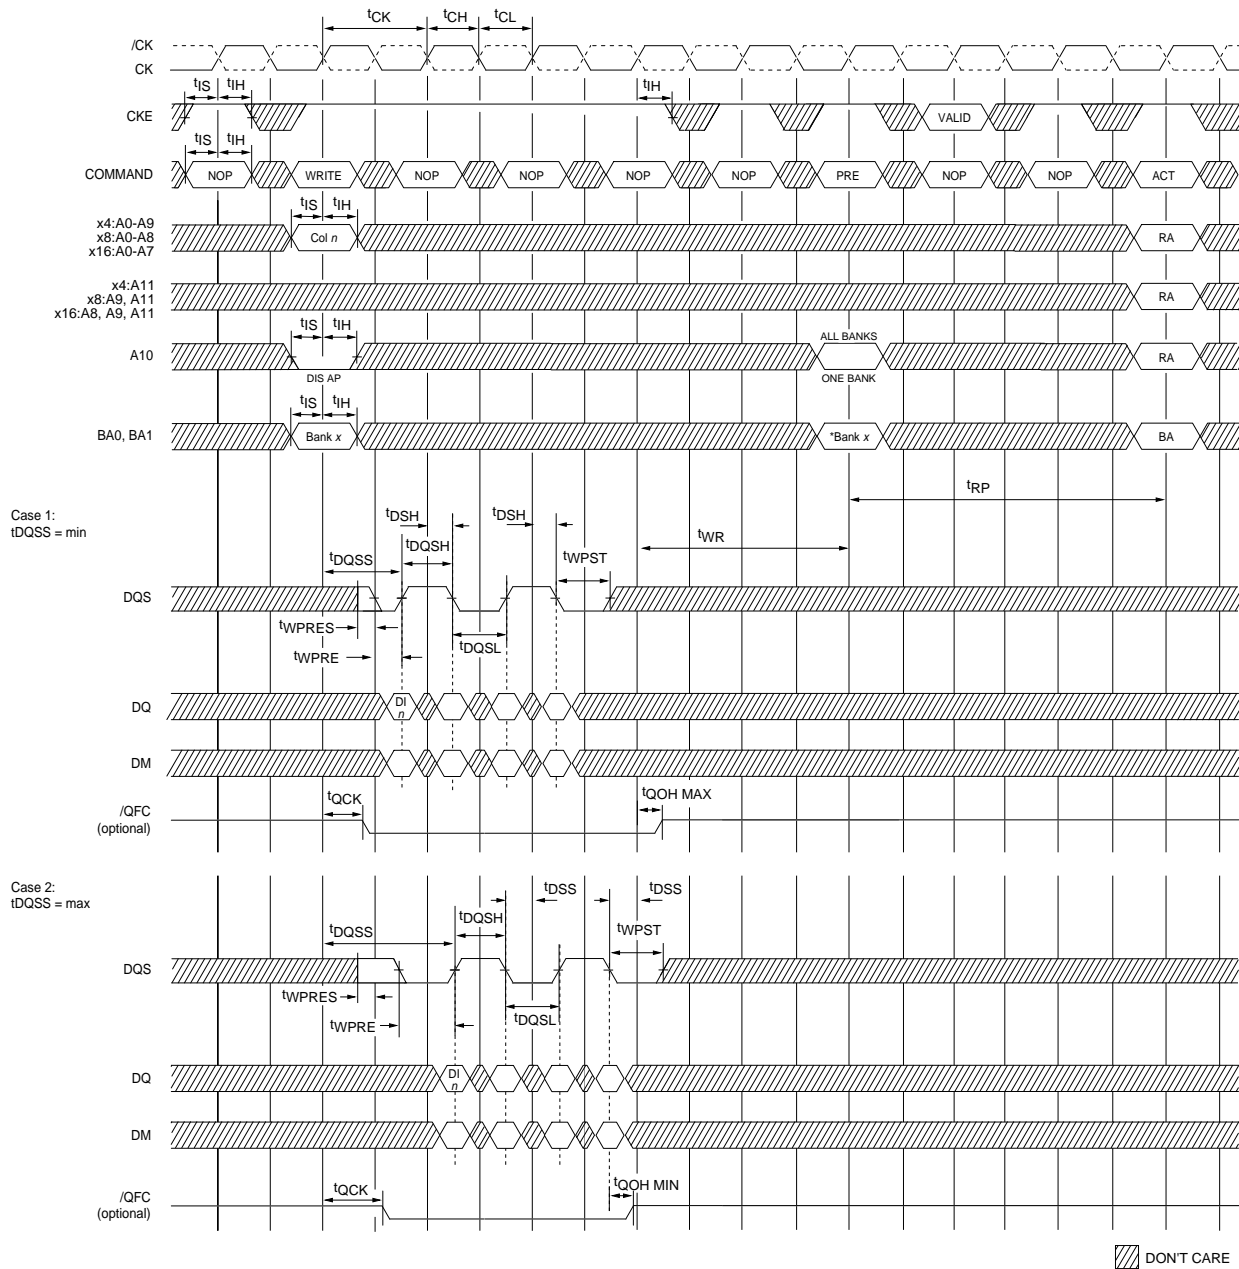 tCK tCH tCL
/CK
CK
tIS tIH tIH
CKE VALID
tIS tIH
COMMAND NOP WRITE NOP NOP NOP NOP PRE NOP NOP ACT
tIS tIH
x4:A0-A9
x8:A0-A8 Col n RA
x16:A0-A7
x4:A11
x8:A9, A11 RA
x16:A8, A9, A11
tIS tIH ALL BANKS
A10 RA
DIS AP ONE BANK
tIS tIH
BA0, BA1 Bank x *Bank x BA
tRP
Case 1:
tDQSS = min
tDSH tDSH
tDQSH tWR
tDQSS tWPST
DQS
tWPRES
tDQSL
tWPRE
DQ DI
n
DM
tQCK tQOH MAX
/QFC
(optional)
Case 2:
tDQSS = max
tDSS tDSS
tDQSH
tDQSS tWPST
DQS
tWPRES
tDQSL
tWPRE
DQ DI
n
DM
tQOH MIN
tQCK
/QFC
(optional)
DON'T CARE